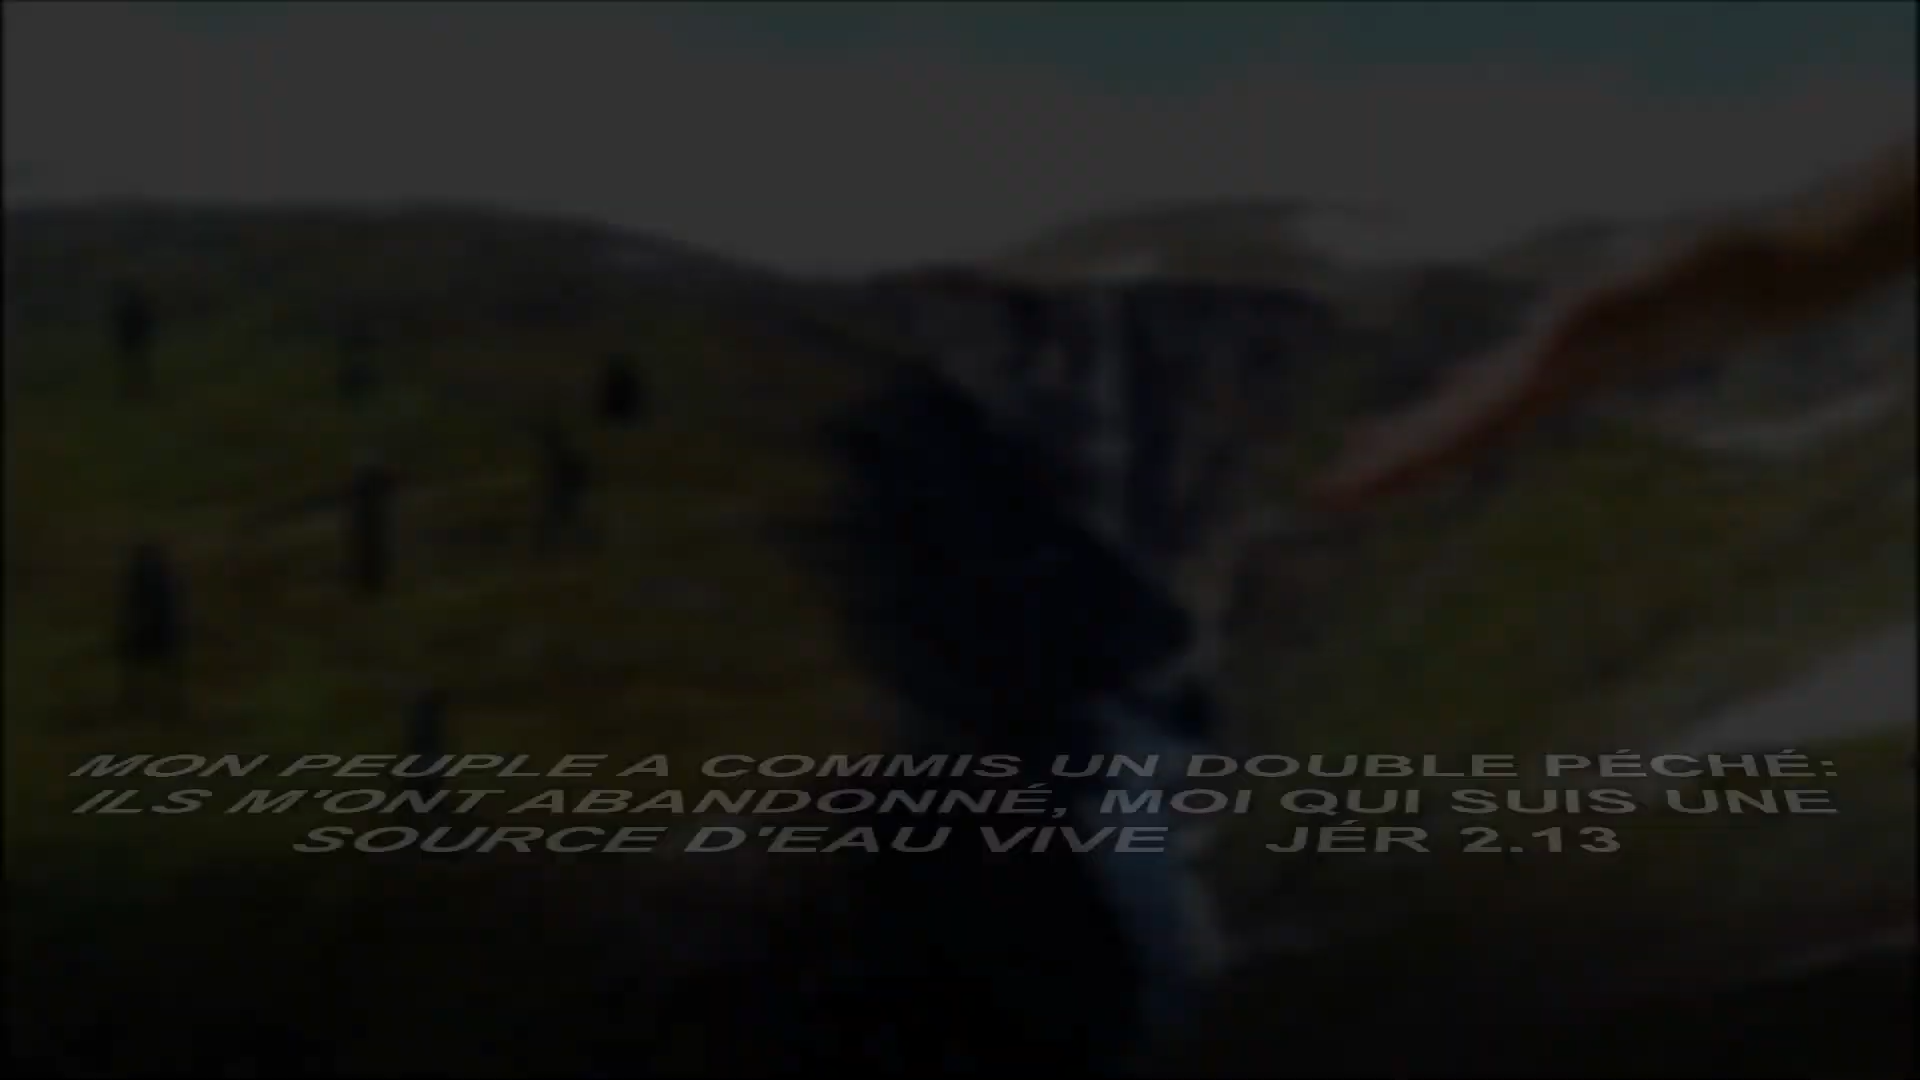 MON PEUPLE A COMMIS UN DOUBLE PÉCHÉ:
ILS M'ONT ABANDONNÉ, MOI QUI SUIS UNE
SOURCE D'EAU VIVE JÉR 2.13